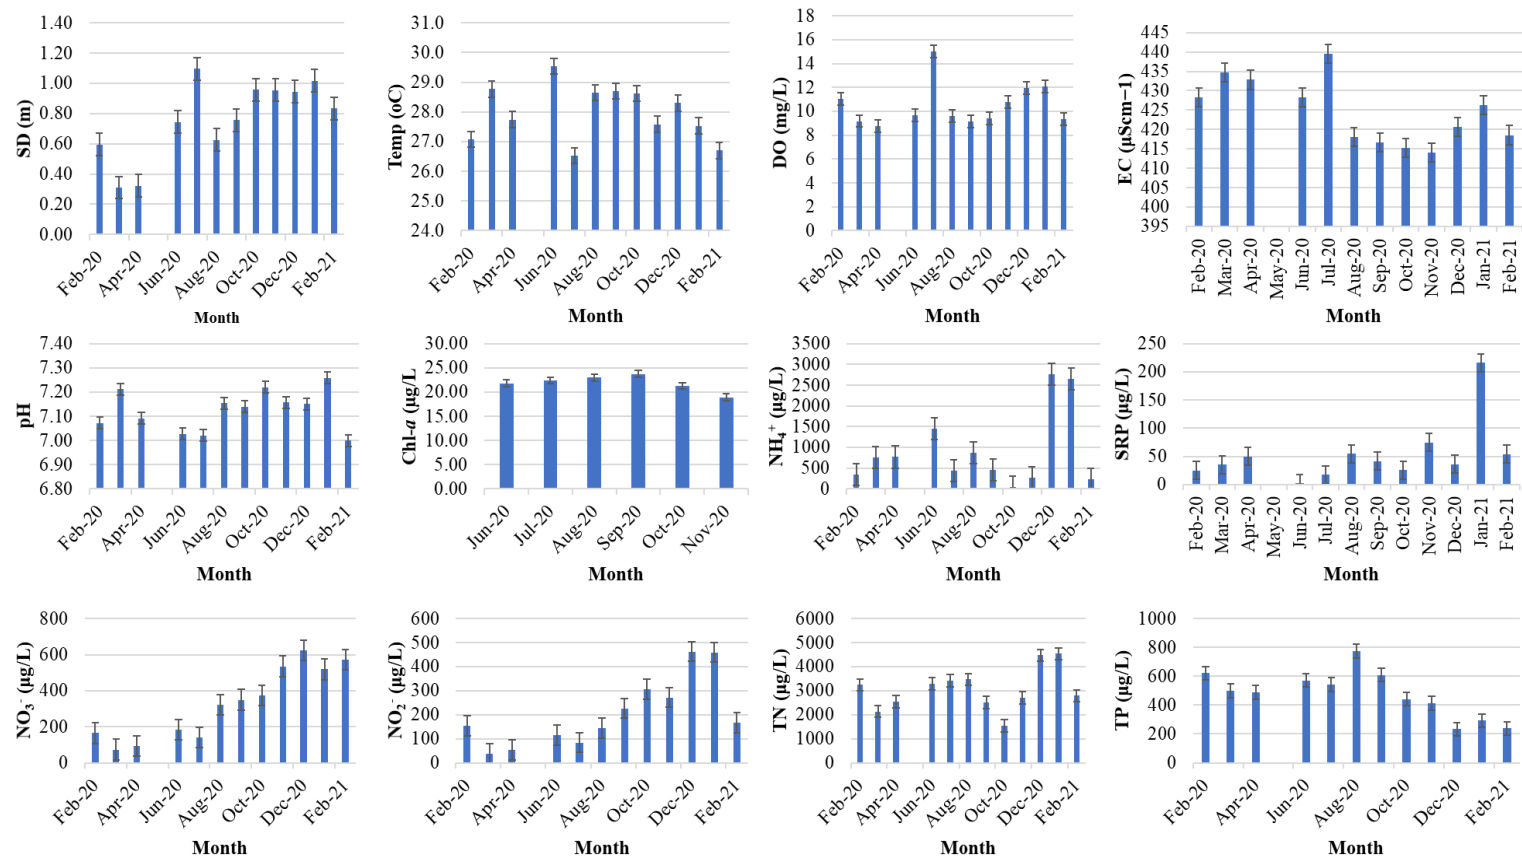 SD (m)
1.40
1.20
1.00
0.80
0.60
0.40
0.20
0.00
Feb-20 Apr-20 Jun-20 Aug-20 Oct-20 Dec-20 Feb-21
Month
Temp (oC)
31.0
30.0
29.0
28.0
27.0
26.0
25.0
24.0
Feb-20 Apr-20 Jun-20 Aug-20 Oct-20 Dec-20 Feb-21
Month
DO (mg/L)
18
16
14
12
10
8
6
4
2
0
Feb-20 Apr-20 Jun-20 Aug-20 Oct-20 Dec-20 Feb-21
Month
EC (µScm−1)
445
440
435
430
425
420
415
410
405
400
395
Feb-20 Mar-20 Apr-20 May-20 Jun-20 Jul-20 Aug-20 Sep-20 Oct-20 Nov-20 Dec-20 Jan-21 Feb-21
Month
pH
7.40
7.30
7.20
7.10
7.00
6.90
6.80
Feb-20 Apr-20 Jun-20 Aug-20 Oct-20 Dec-20 Feb-21
Month
Chl-a (µg/L
30.00
25.00
20.00
15.00
10.00
5.00
0.00
Jun-20 Jul-20 Aug-20 Sep-20 Oct-20 Nov-20
Month
NH4+ (µg/L)
3500
3000
2500
2000
1500
1000
500
0
Feb-20 Apr-20 Jun-20 Aug-20 Oct-20 Dec-20 Feb-21
Month
SRP (µg/L)
250
200
150
100
50
0
Feb-20 Mar-20 Apr-20 May-20 Jun-20 Jul-20 Aug-20 Sep-20 Oct-20 Nov-20 Dec-20 Jan-21 Feb-21
Month
NO3- (µg/L)
800
600
400
200
0
Feb-20 Apr-20 Jun-20 Aug-20 Oct-20 Dec-20 Feb-21
Month
NO2- (µg/L)
600
500
400
300
200
100
0
Feb-20 Apr-20 Jun-20 Aug-20 Oct-20 Dec-20 Feb-21
Month
TN (µg/L)
6000
5000
4000
3000
2000
1000
0
Feb-20 Apr-20 Jun-20 Aug-20 Oct-20 Dec-20 Feb-21
Month
TP (µg/L)
1000
800
600
400
200
0
Feb-20 Apr-20 Jun-20 Aug-20 Oct-20 Dec-20 Feb-21
Month